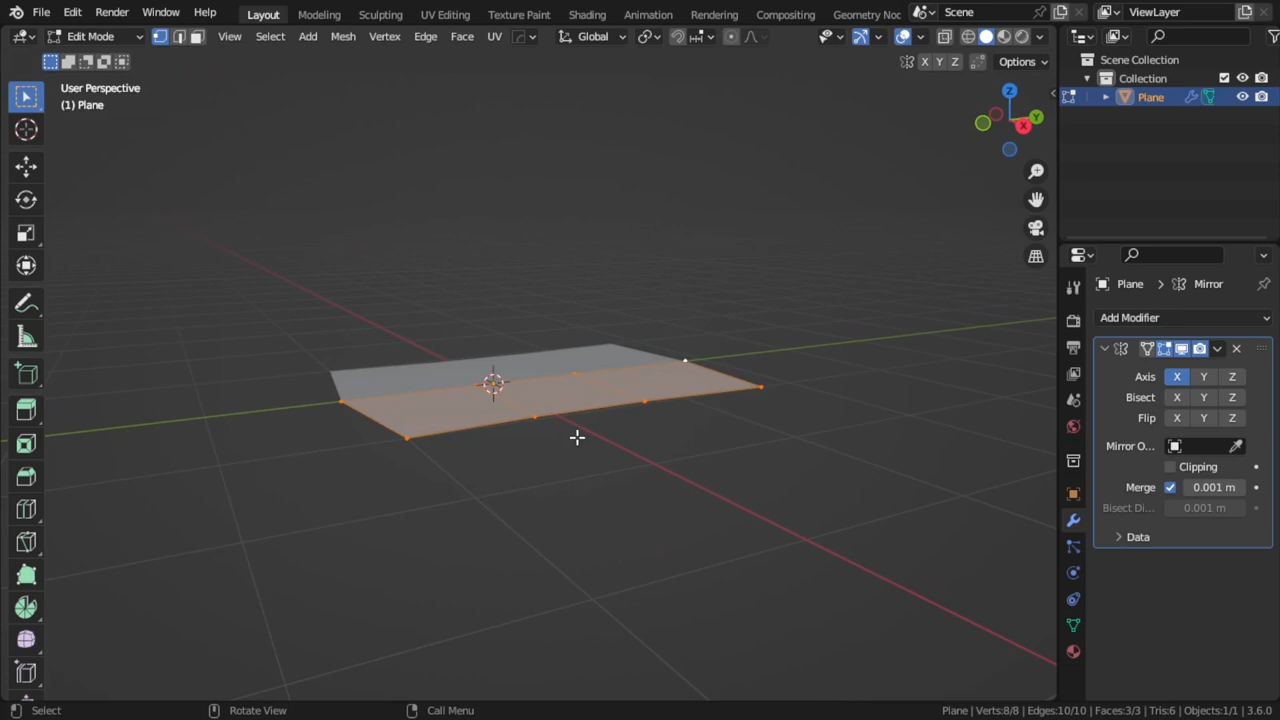 File Edit Render Window Help Layout Modeling Sculpting UV Editing Texture Paint Shading Animation Rendering Compositing Geometry Noc Scene ViewLayer
Edit Mode View Select Add Mesh Vertex Edge Face UV Global
X Y Z Options
User Perspective
(1) Plane
Z
Y
X
Scene Collection
Collection
Plane
Plane > Mirror
Add Modifier
Axis X Y Z
Bisect X Y Z
Flip X Y Z
Mirror O...
Clipping
Merge 0.001 m
Bisect Di... 0.001 m
Data
Select Rotate View Call Menu Plane | Verts:8/8 | Edges:10/10 | Faces:3/3 | Tris:6 | Objects:1/1 | 3.6.0